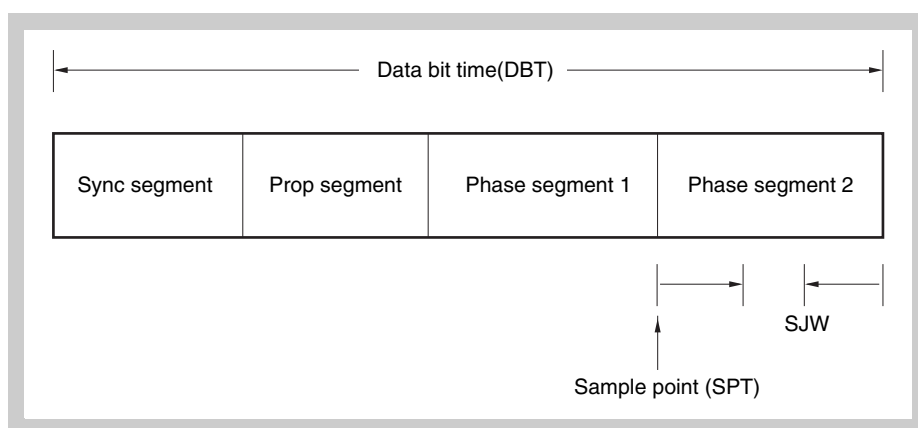 Data bit time(DBT)
Sync segment
Prop segment
Phase segment 1
Phase segment 2
SJW
Sample point (SPT)